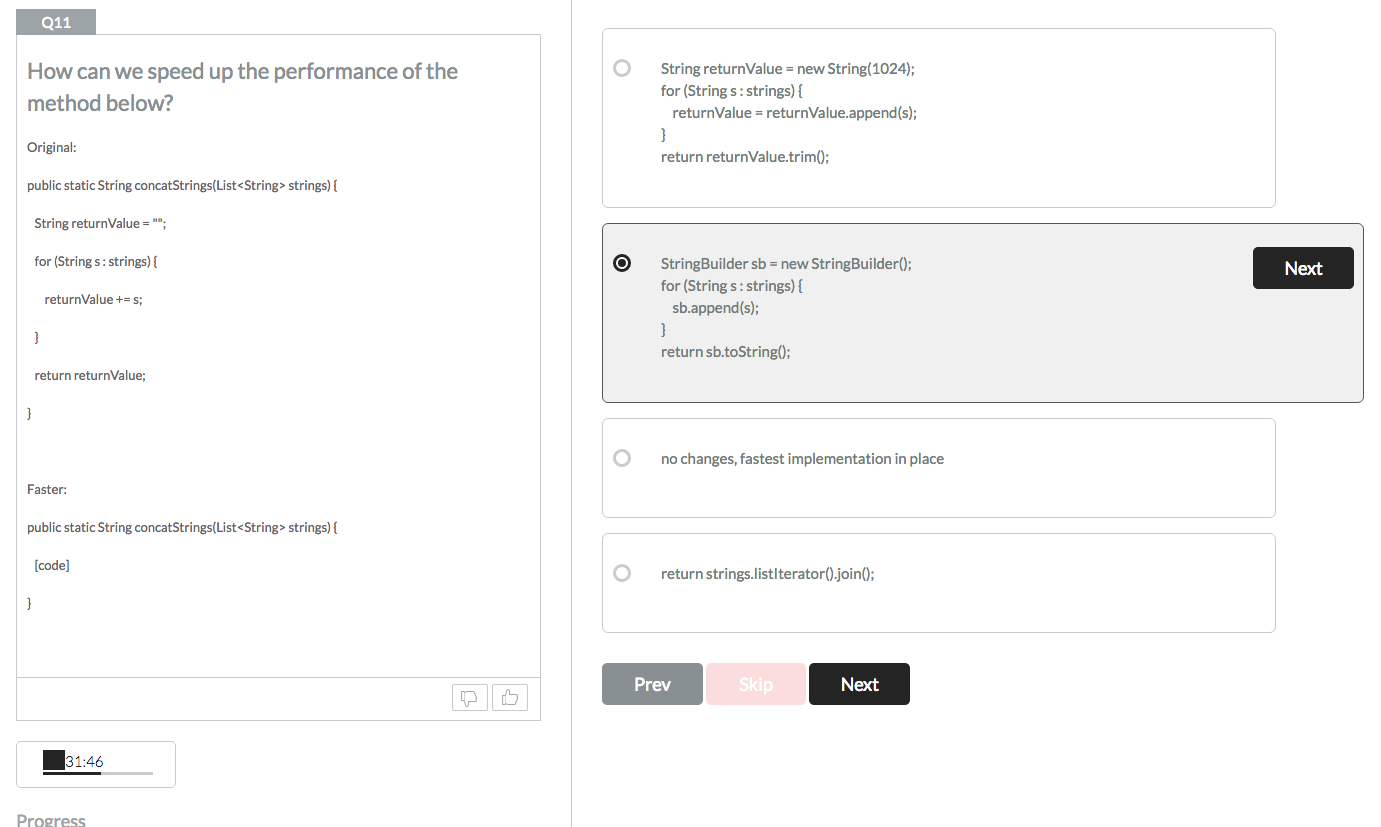 Q11
How can we speed up the performance of the
method below?
Original:
public static String concatStrings(List<String> strings) {
String returnValue = "";
for (String s : strings) {
returnValue += s;
}
return returnValue;
}
Faster:
public static String concatStrings(List<String> strings) {
[code]
}
31:46
Progress
String returnValue = new String(1024);
for (String s : strings) {
returnValue = returnValue.append(s);
}
return returnValue.trim();
StringBuilder sb = new StringBuilder();
for (String s : strings) {
sb.append(s);
}
return sb.toString();
Next
no changes, fastest implementation in place
return strings.listIterator().join();
Prev
Skip
Next